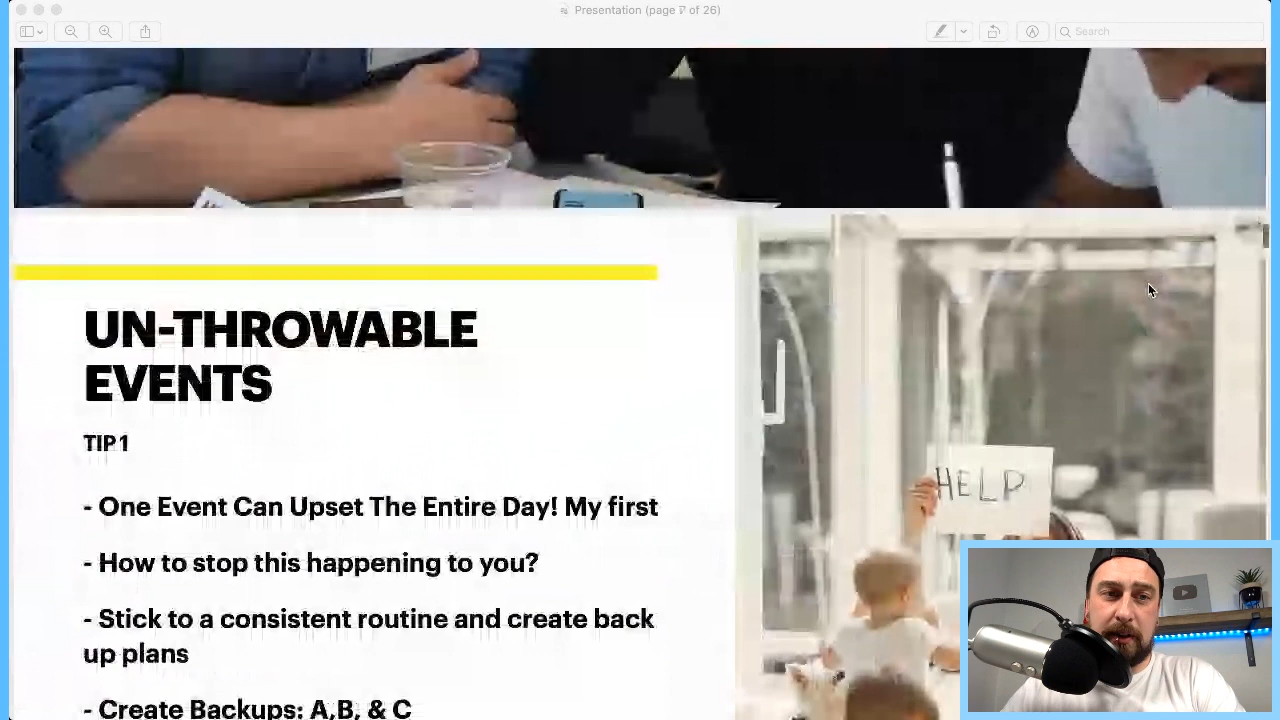 Presentation (page 7 of 26)
Search
UN-THROWABLE
EVENTS
TIP 1
- One Event Can Upset The Entire Day! My first
- How to stop this happening to you?
- Stick to a consistent routine and create back
up plans
- Create Backups: A,B, & C
HELP